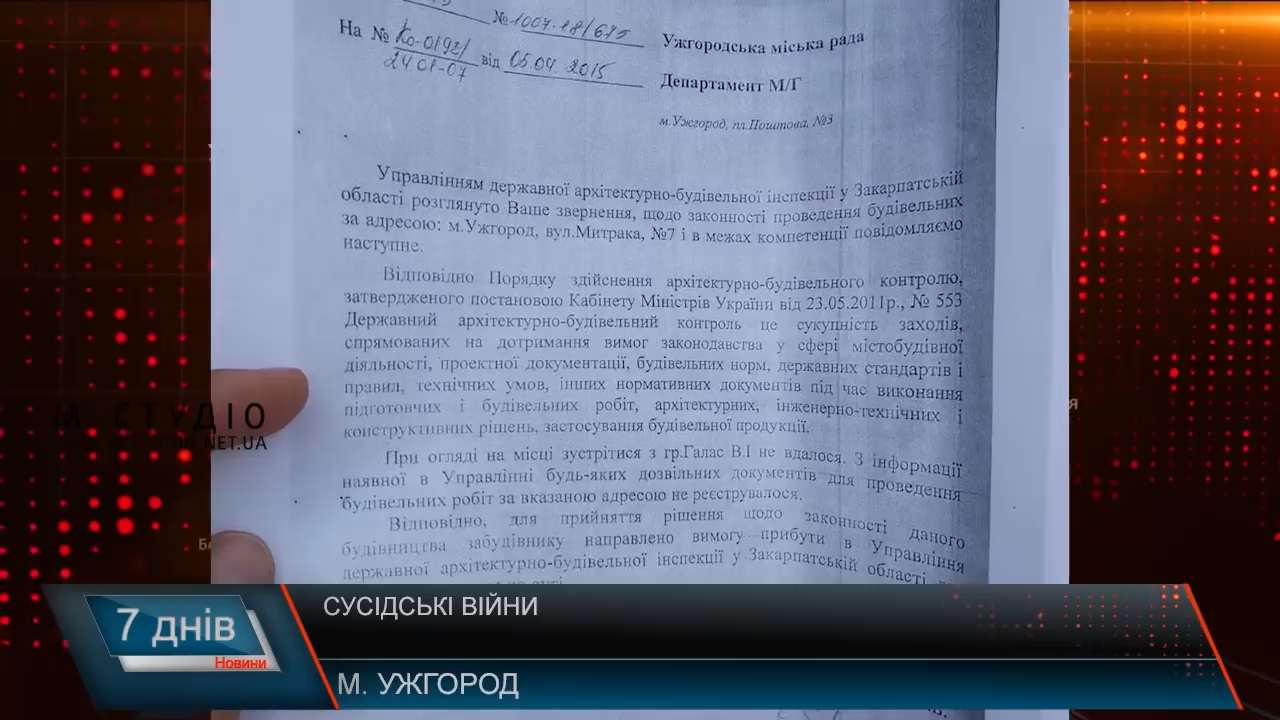 № 1007-18/675
На № Ко-019г/ від 05.04 2015
24 01-07
Ужгородська міська рада
Департамент М/Г
м.Ужгород, пл.Поштова, №3
Управлінням державної архітектурно-будівельної інспекції у Закарпатській
області розглянуто Ваше звернення, щодо законності проведення будівельних
за адресою: м.Ужгород, вул.Митрака, №7 і в межах компетенції повідомляємо
наступне.
Відповідно Порядку здійснення архітектурно-будівельного контролю,
затвердженого постановою Кабінету Міністрів України від 23.05.2011р., № 553
Державний архітектурно-будівельний контроль це сукупність заходів,
спрямованих на дотримання вимог законодавства у сфері містобудівної
діяльності, проектної документації, будівельних норм, державних стандартів і
правил, технічних умов, інших нормативних документів під час виконання
підготовчих і будівельних робіт, архітектурних, інженерно-технічних і
конструктивних рішень, застосування будівельної продукції.
При огляді на місці зустрітися з гр.Галас В.І не вдалося. З інформації
наявної в Управлінні будь-яких дозвільних документів для проведення
будівельних робіт за вказаною адресою не реєструвалося.
Відповідно, для прийняття рішення щодо законності даного
будівництва забудівнику направлено вимогу прибути в Управління
державної архітектурно-будівельної інспекції у Закарпатській області
М-СТУДІО
.NET.UA
7 днів
Новини
СУСІДСЬКІ ВІЙНИ
М. УЖГОРОД